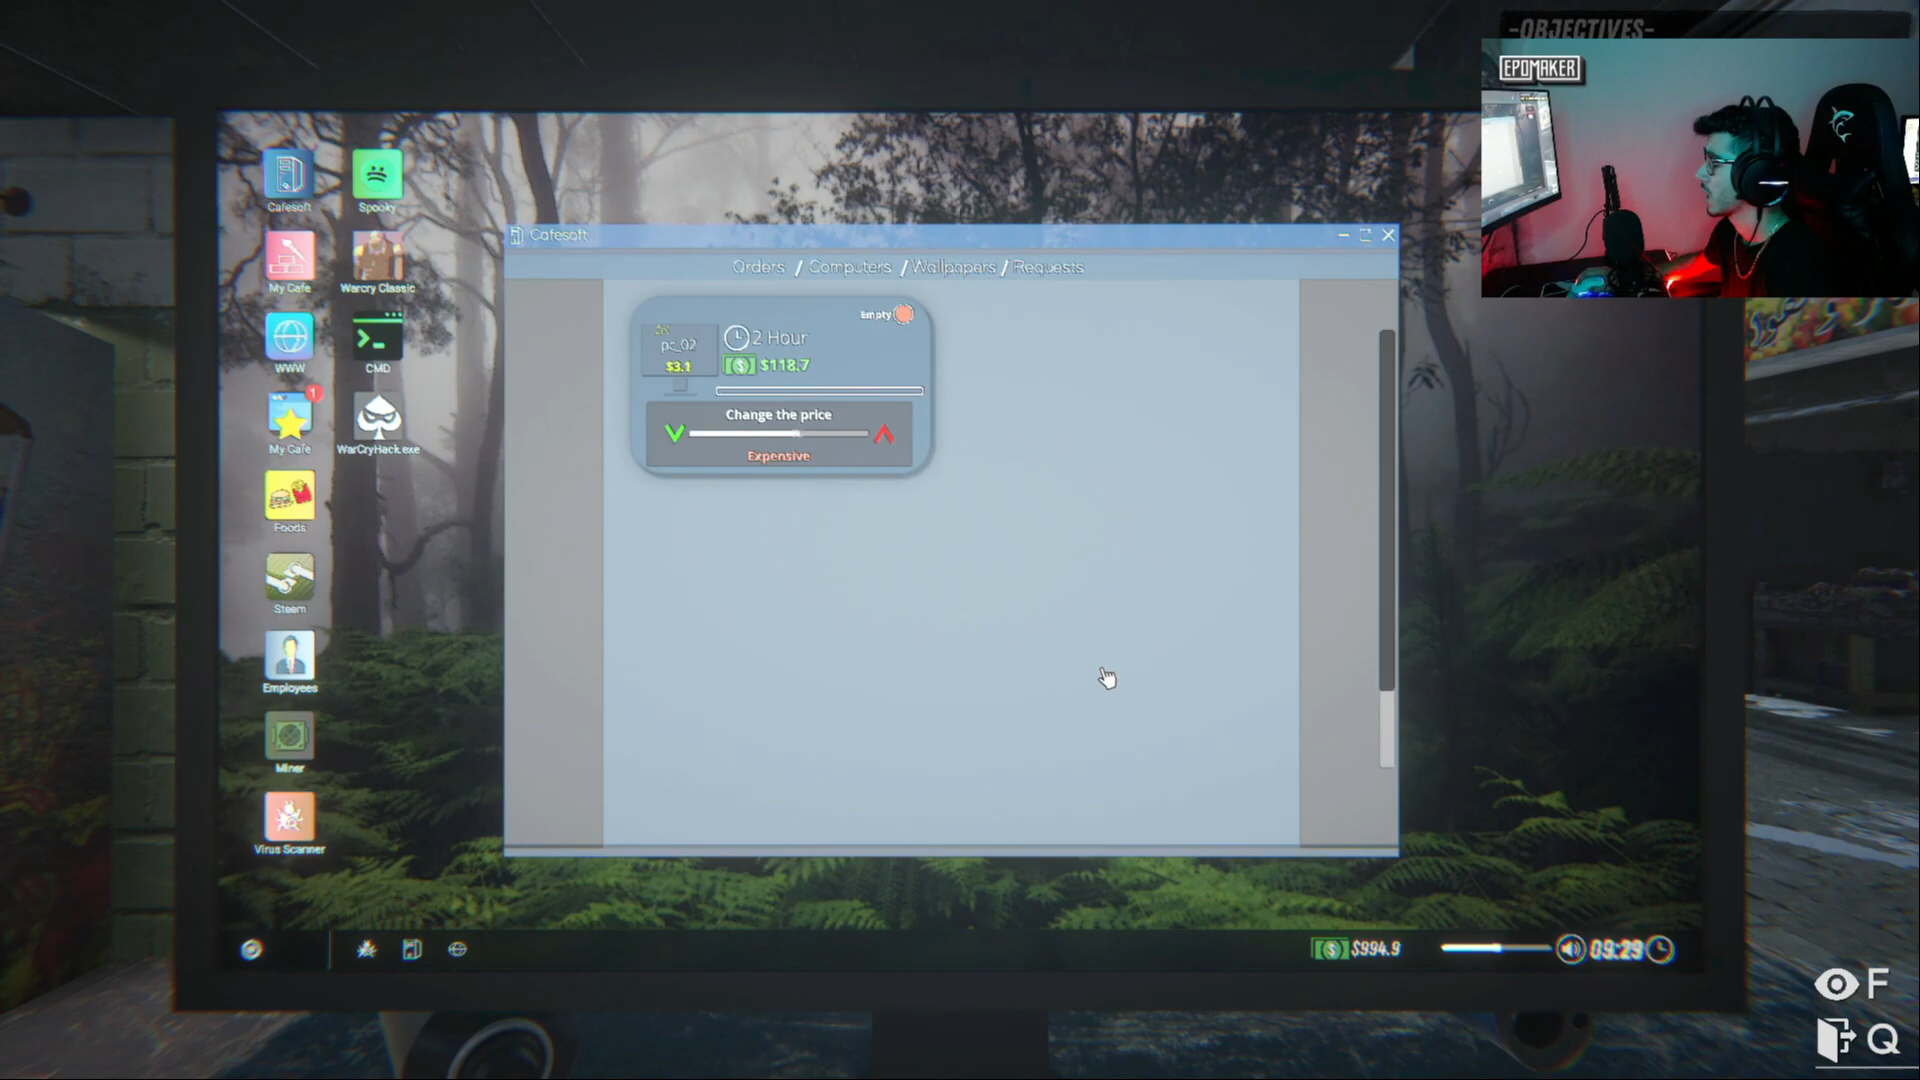 -OBJECTIVES-
EPOMAKER
Cafesoft
Spooky
My Cafe
Warcry Classic
WWW
CMD
1
My Cafe
WarCryHack.exe
Foods
Steem
Employees
Miner
Virus Scanner
Cafesoft
Orders / Computers / Wallpapers / Requests
Empty
pc_02
$3.1
2 Hour
$118.7
Change the price
Expensive
$994.9
09:29
F
Q